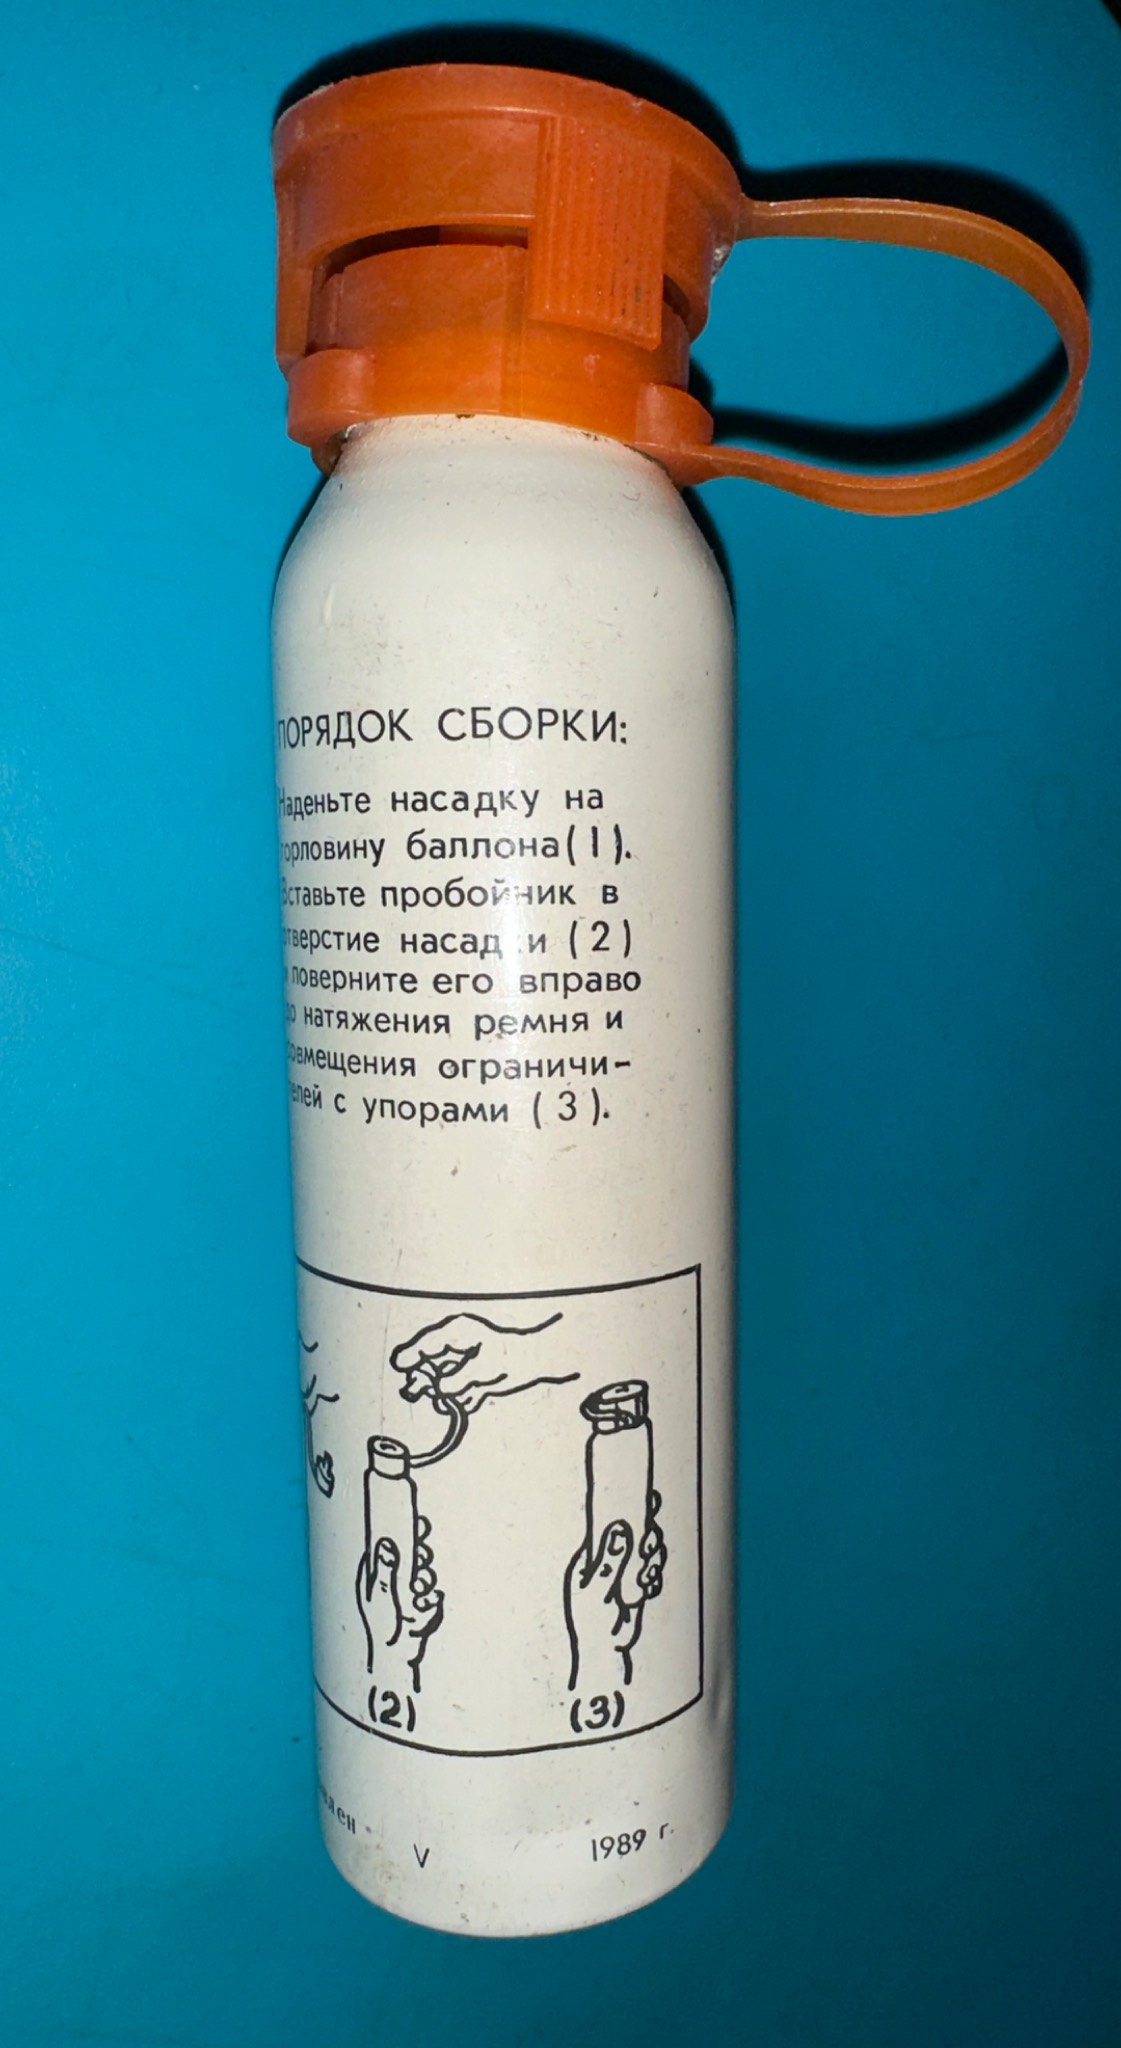 ПОРЯДОК СБОРКИ:
Наденьте насадку на
горловину баллона (1).
Вставьте пробойник в
отверстие насадки (2)
и поверните его вправо
до натяжения ремня и
совмещения ограничи-
телей с упорами (3).
(2) (3)
V 1989 г.